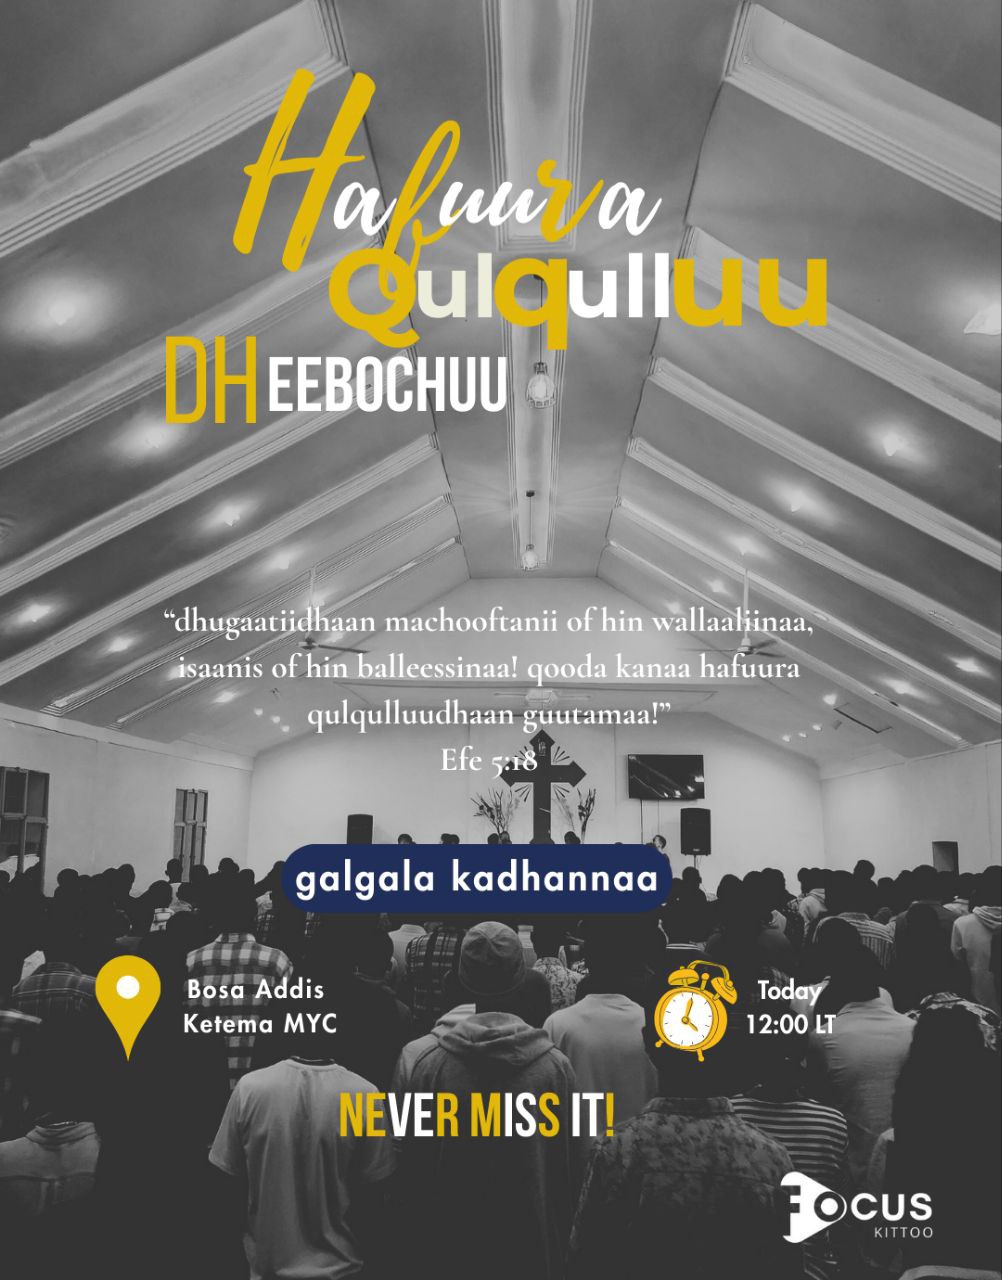 Hafuura
Qulqulluu
DHEEBOCHUU
“dhugaatiidhaan machooftanii of hin wallaaliinaa,
isaanis of hin balleessinaa! qooda kanaa hafuura
qulqulluudhaan guutamaa!”
Efe 5:18
galgala kadhannaa
Bosa Addis
Ketema MYC
Today
12:00 LT
NEVER MISS IT!
FOCUS
KITTOO